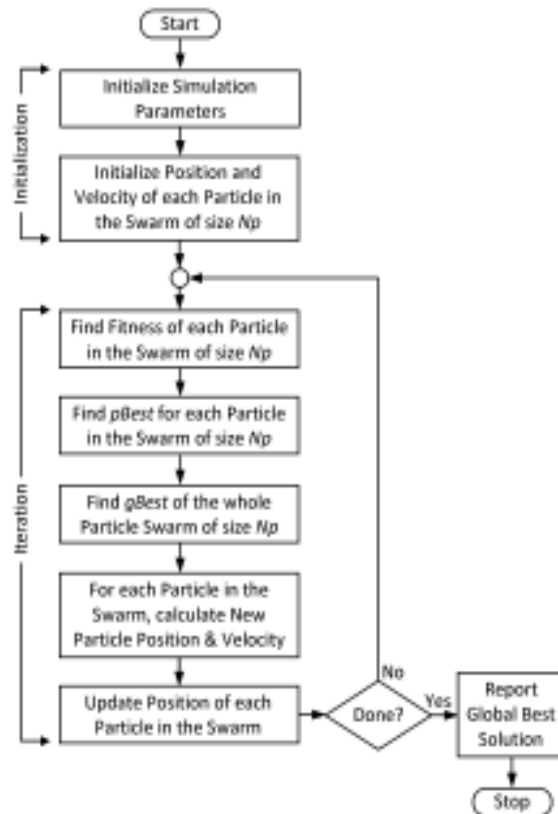 Start
Initialization
Initialize Simulation
Parameters
Initialize Position and
Velocity of each Particle in
the Swarm of size Np
Iteration
Find Fitness of each Particle
in the Swarm of size Np
Find pBest for each Particle
in the Swarm of size Np
Find gBest of the whole
Particle Swarm of size Np
For each Particle in the
Swarm, calculate New
Particle Position & Velocity
Update Position of each
Particle in the Swarm
Done?
No
Yes
Report
Global Best
Solution
Stop